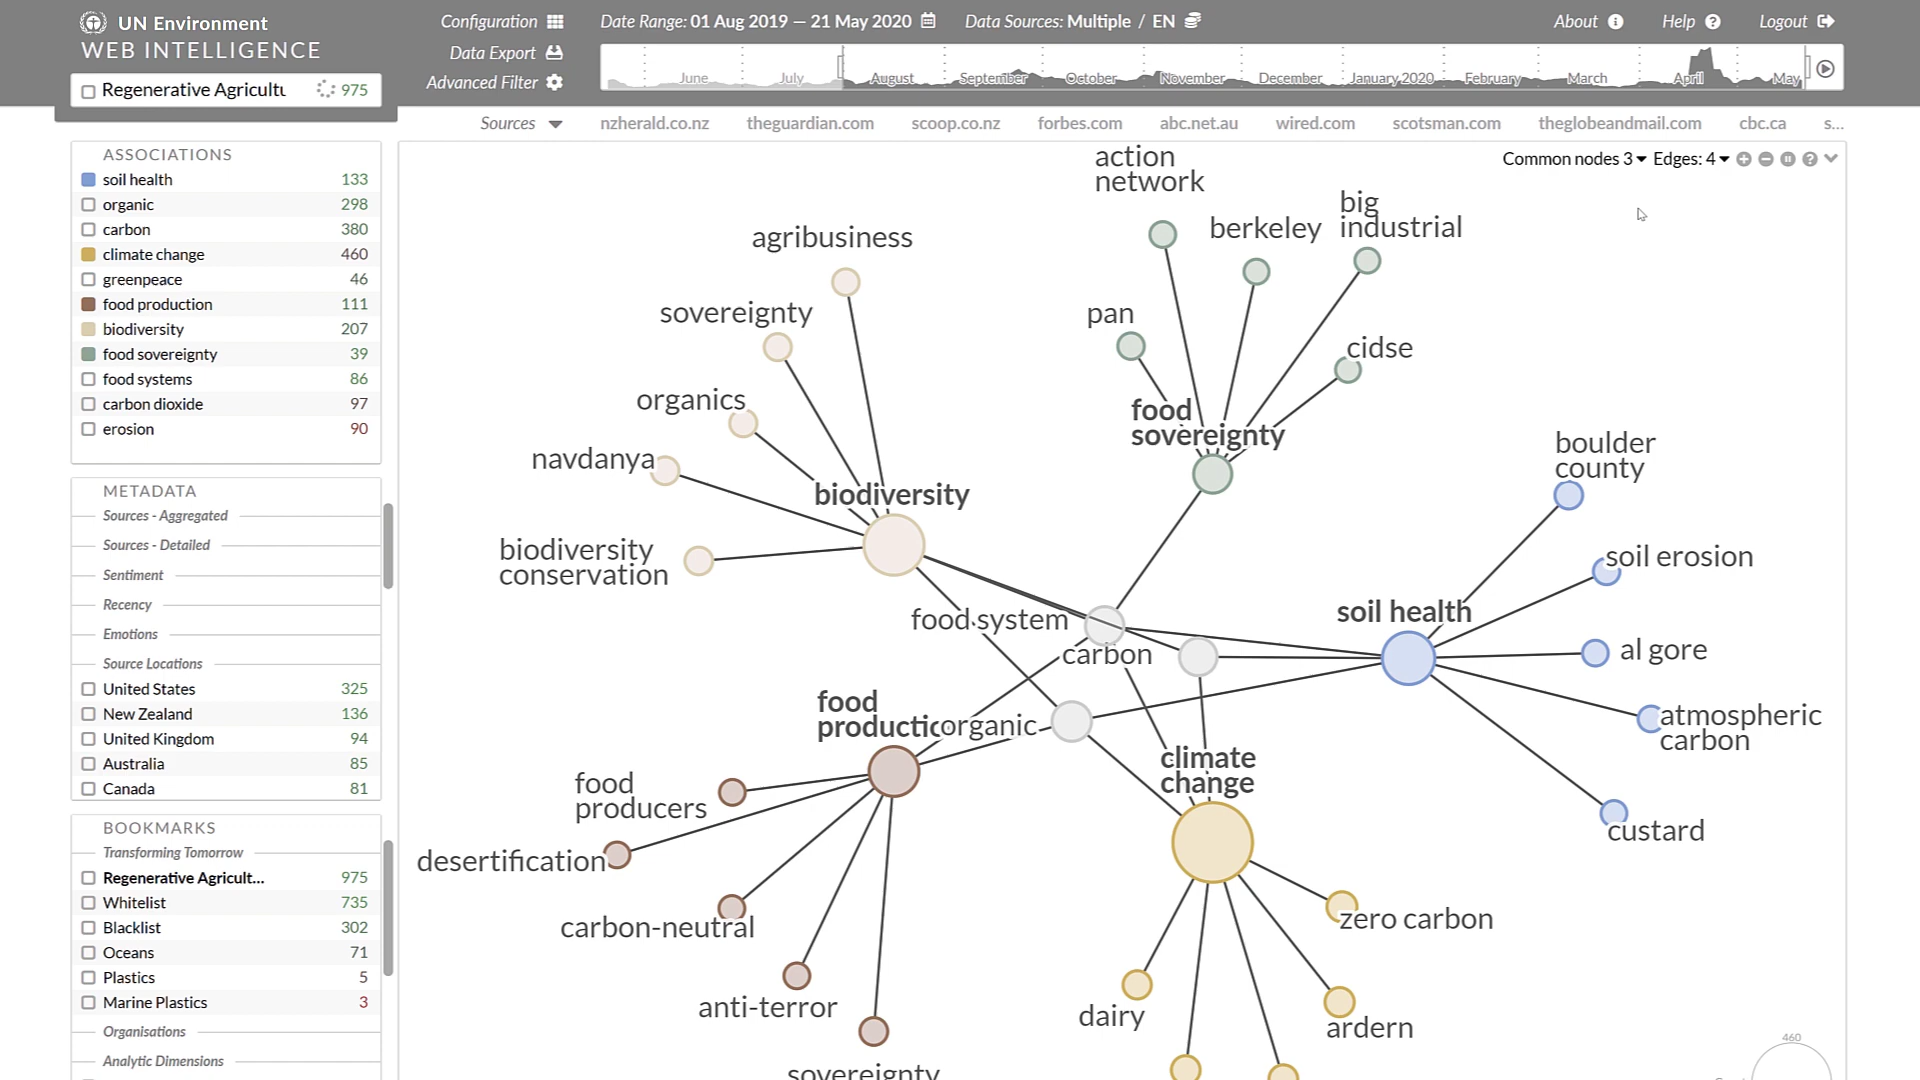 UN Environment
WEB INTELLIGENCE
Regenerative Agricultu 975
Configuration
Data Export
Advanced Filter
Date Range: 01 Aug 2019 — 21 May 2020
Data Sources: Multiple / EN
About
Help
Logout
June July August September October November December January 2020 February March April May
Sources nzherald.co.nz theguardian.com scoop.co.nz forbes.com abc.net.au wired.com scotsman.com theglobeandmail.com cbc.ca s...
ASSOCIATIONS
soil health 133
organic 298
carbon 380
climate change 460
greenpeace 46
food production 111
biodiversity 207
food sovereignty 39
food systems 86
carbon dioxide 97
erosion 90
METADATA
Sources - Aggregated
Sources - Detailed
Sentiment
Recency
Emotions
Source Locations
United States 325
New Zealand 136
United Kingdom 94
Australia 85
Canada 81
BOOKMARKS
Transforming Tomorrow
Regenerative Agricult... 975
Whitelist 735
Blacklist 302
Oceans 71
Plastics 5
Marine Plastics 3
Organisations
Analytic Dimensions
Common nodes 3 Edges: 4
action
network
berkeley
big
industrial
agribusiness
sovereignty
pan
cidse
organics
food
sovereignty
navdanya
biodiversity
boulder
county
biodiversity
conservation
soil erosion
food system
soil health
carbon
al gore
food
productic
organic
atmospheric
carbon
climate
change
food
producers
custard
desertification
carbon-neutral
zero carbon
anti-terror
dairy
ardern
sovereignty
460